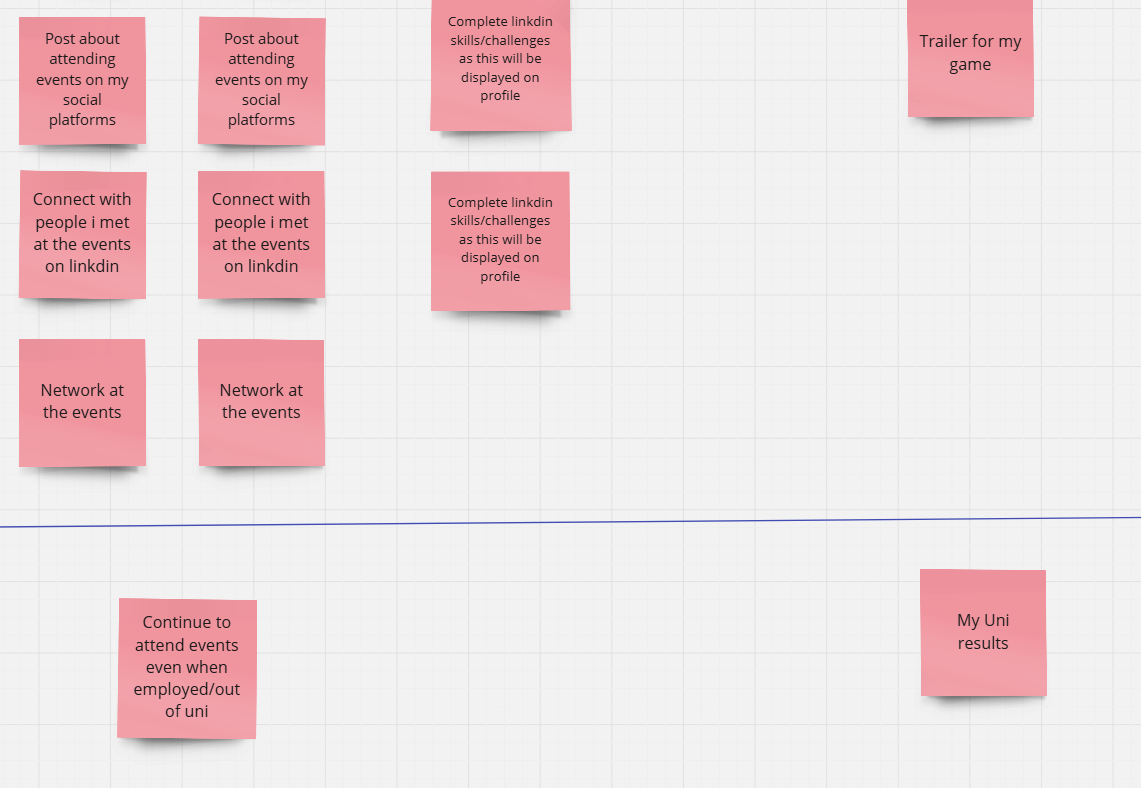 Post about
attending
events on my
social
platforms
Post about
attending
events on my
social
platforms
Complete linkdin
skills/challenges
as this will be
displayed on
profile
Trailer for my
game
Connect with
people i met
at the events
on linkdin
Connect with
people i met
at the events
on linkdin
Complete linkdin
skills/challenges
as this will be
displayed on
profile
Network at
the events
Network at
the events
Continue to
attend events
even when
employed/out
of uni
My Uni
results